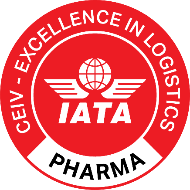 CEIV - EXCELLENCE IN LOGISTICS
IATA
PHARMA